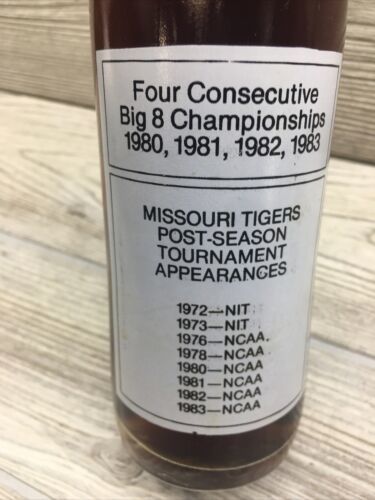 Four Consecutive
Big 8 Championships
1980, 1981, 1982, 1983
MISSOURI TIGERS
POST-SEASON
TOURNAMENT
APPEARANCES
1972—NIT
1973—NIT
1976—NCAA
1978—NCAA
1980—NCAA
1981—NCAA
1982—NCAA
1983—NCAA